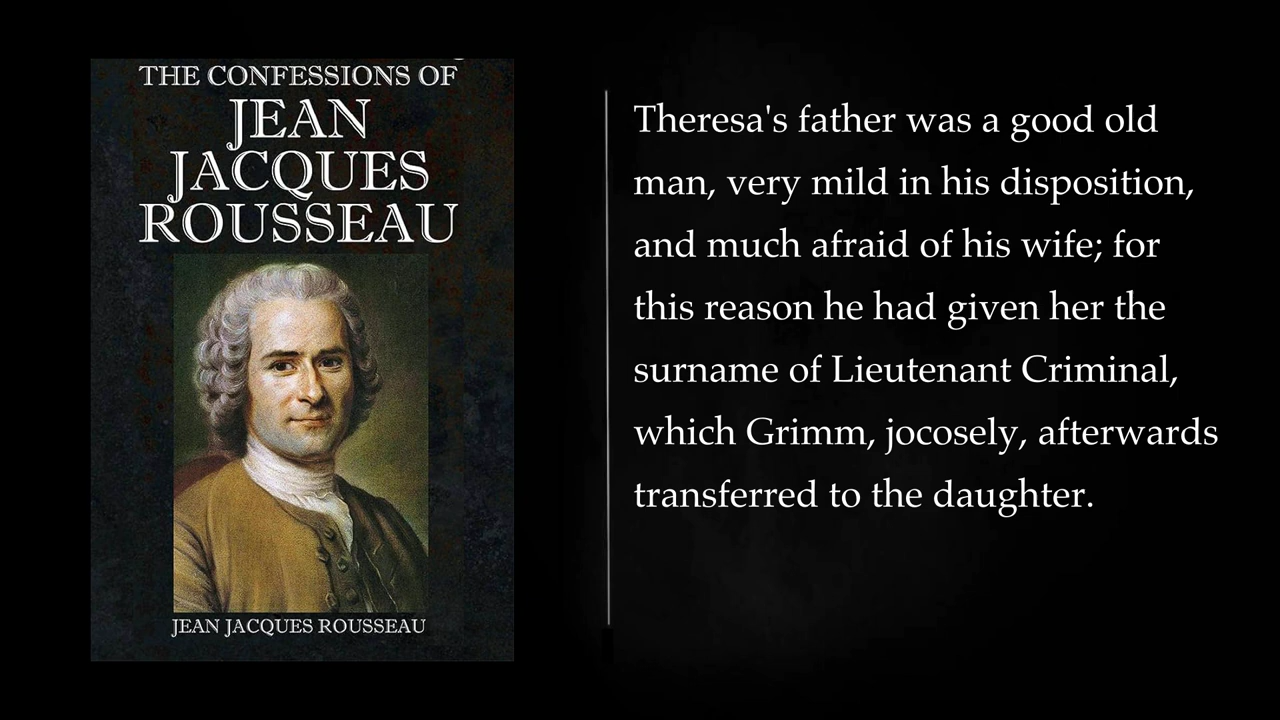 THE CONFESSIONS OF
JEAN
JACQUES
ROUSSEAU
JEAN JACQUES ROUSSEAU
Theresa's father was a good old
man, very mild in his disposition,
and much afraid of his wife; for
this reason he had given her the
surname of Lieutenant Criminal,
which Grimm, jocosely, afterwards
transferred to the daughter.